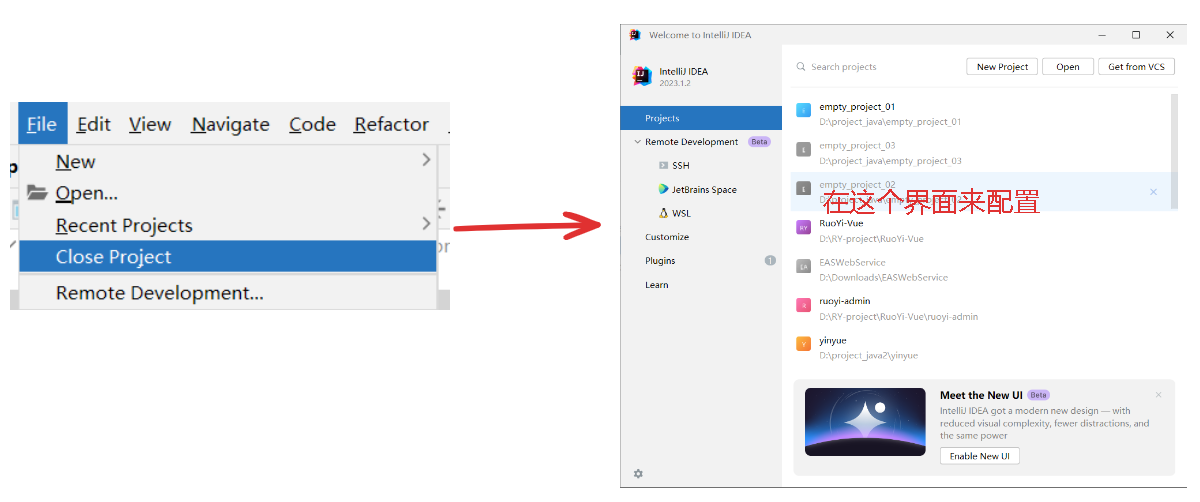 File Edit View Navigate Code Refactor
New
Open...
Recent Projects
Close Project
Remote Development...
Welcome to IntelliJ IDEA
IntelliJ IDEA
2023.1.2
Projects
Remote Development Beta
SSH
JetBrains Space
WSL
Customize
Plugins 1
Learn
Search projects
New Project Open Get from VCS
empty_project_01
D:\project_java\empty_project_01
empty_project_03
D:\project_java\empty_project_03
empty_project_02
在这个界面来配置
RuoYi-Vue
D:\RY-project\RuoYi-Vue
EASWebService
D:\Downloads\EASWebService
ruoyi-admin
D:\RY-project\RuoYi-Vue\ruoyi-admin
yinyue
D:\project_java2\yinyue
Meet the New UI Beta
IntelliJ IDEA got a modern new design — with
reduced visual complexity, fewer distractions, and
the same power
Enable New UI